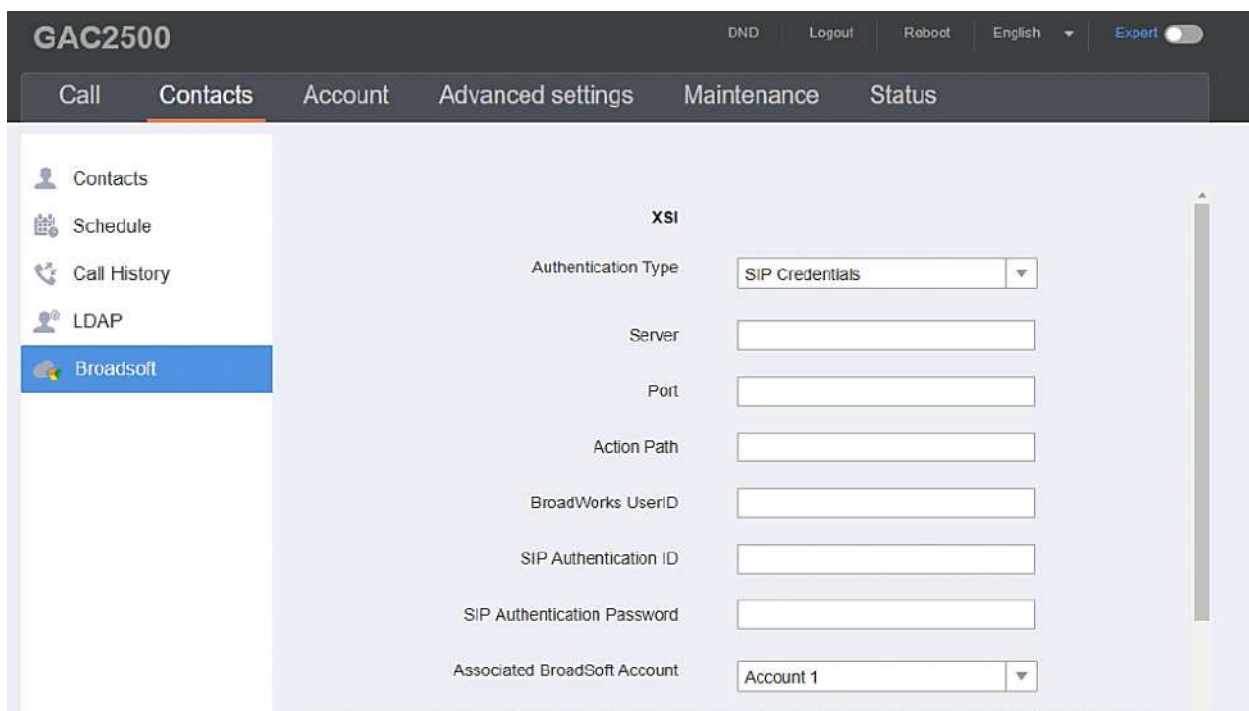 GAC2500
DND Logout Reboot English Expert
Call Contacts Account Advanced settings Maintenance Status
Contacts
Schedule
Call History
LDAP
Broadsoft
XSI
Authentication Type SIP Credentials
Server
Port
Action Path
BroadWorks UserID
SIP Authentication ID
SIP Authentication Password
Associated BroadSoft Account Account 1